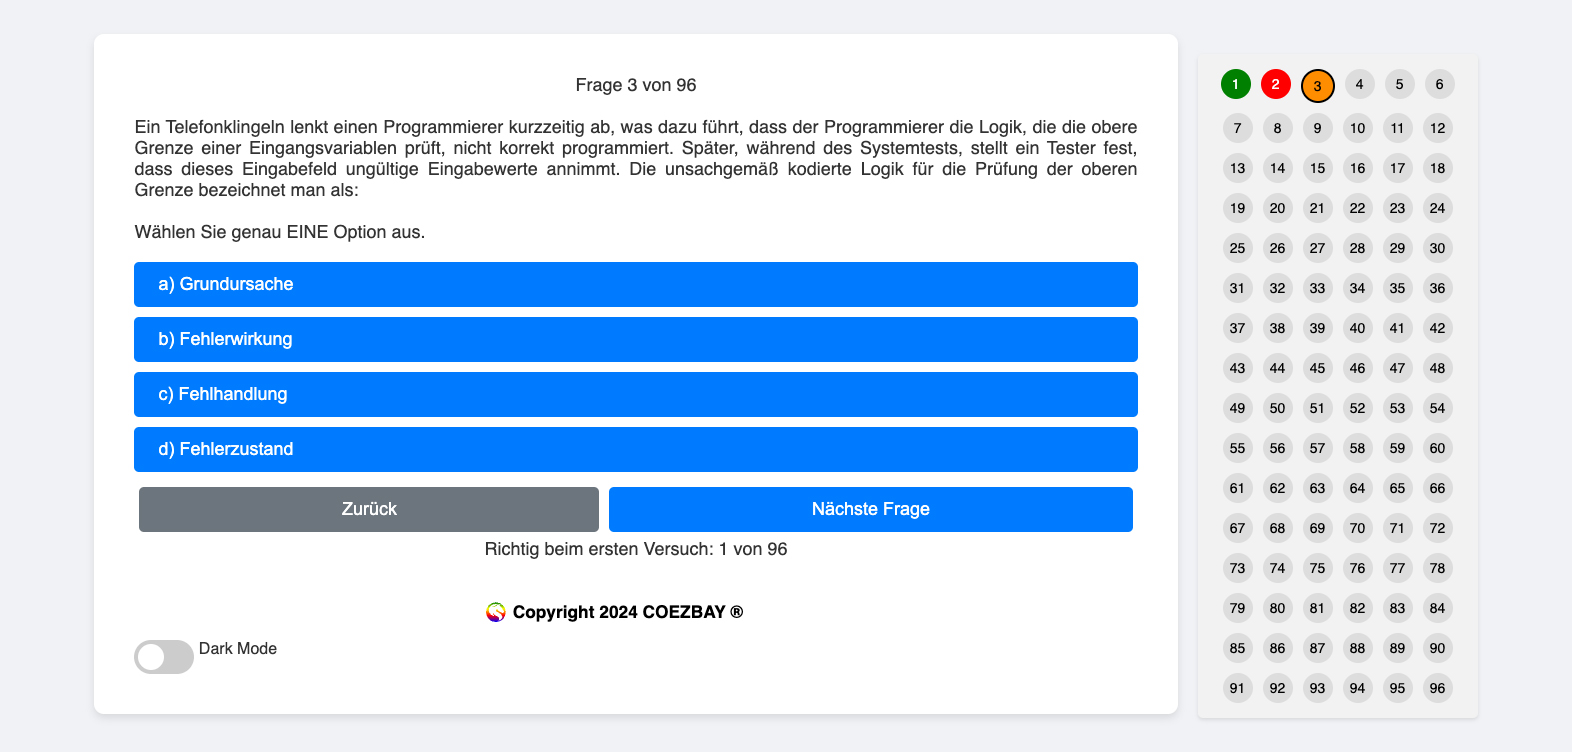 Frage 3 von 96
Ein Telefonklingeln lenkt einen Programmierer kurzzeitig ab, was dazu führt, dass der Programmierer die Logik, die die obere
Grenze einer Eingangsvariablen prüft, nicht korrekt programmiert. Später, während des Systemtests, stellt ein Tester fest,
dass dieses Eingabefeld ungültige Eingabewerte annimmt. Die unsachgemäß kodierte Logik für die Prüfung der oberen
Grenze bezeichnet man als:
Wählen Sie genau EINE Option aus.
a) Grundursache
b) Fehlerwirkung
c) Fehlhandlung
d) Fehlerzustand
Zurück Nächste Frage
Richtig beim ersten Versuch: 1 von 96
Copyright 2024 COEZBAY ®
Dark Mode
1 2 3 4 5 6
7 8 9 10 11 12
13 14 15 16 17 18
19 20 21 22 23 24
25 26 27 28 29 30
31 32 33 34 35 36
37 38 39 40 41 42
43 44 45 46 47 48
49 50 51 52 53 54
55 56 57 58 59 60
61 62 63 64 65 66
67 68 69 70 71 72
73 74 75 76 77 78
79 80 81 82 83 84
85 86 87 88 89 90
91 92 93 94 95 96